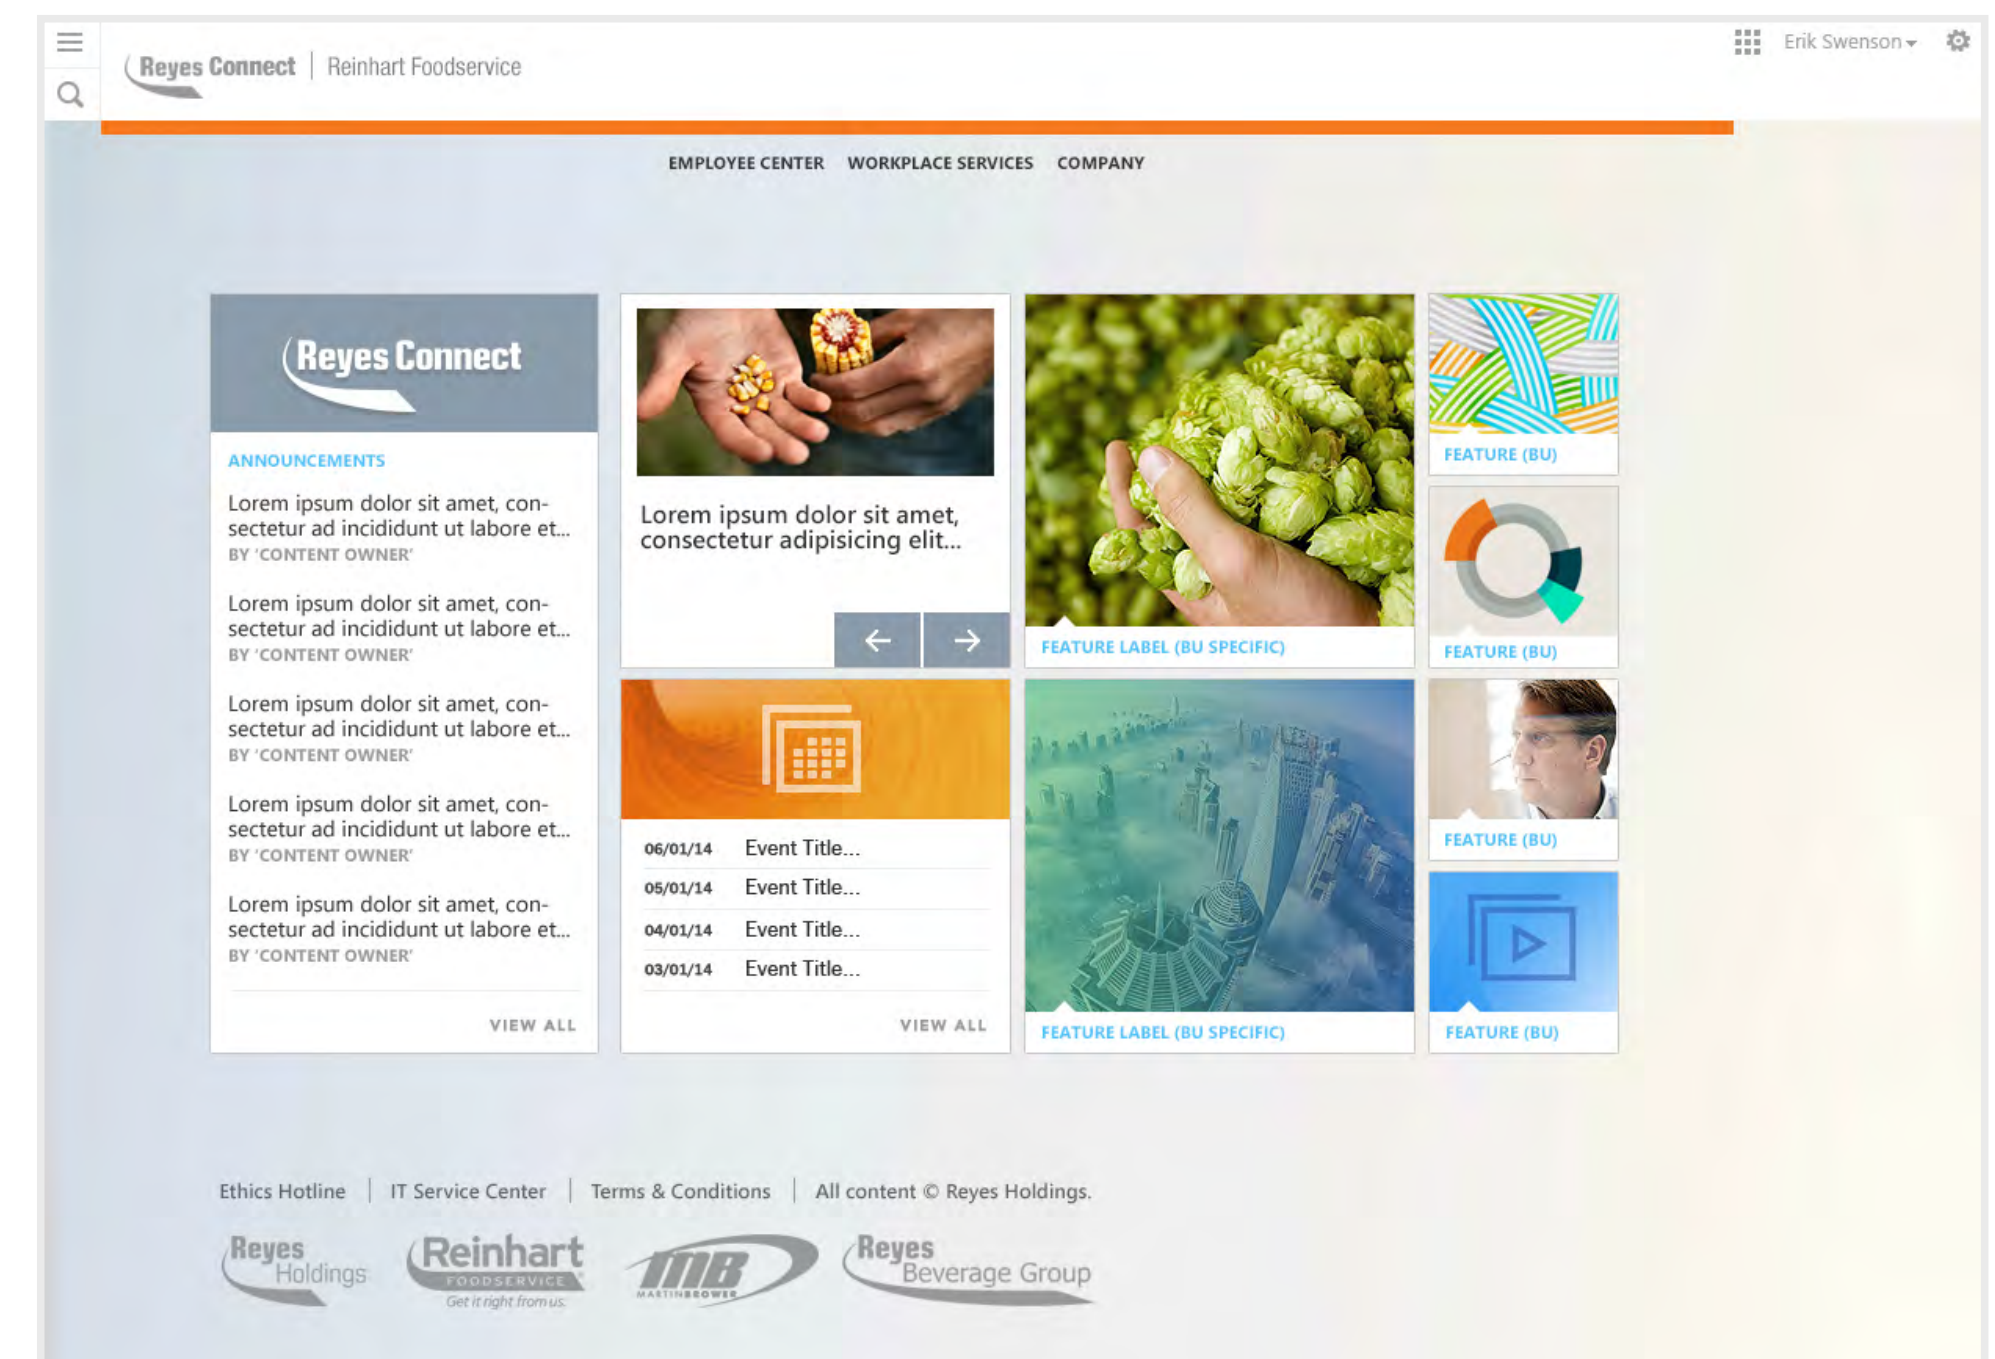 Reyes Connect | Reinhart Foodservice
Erik Swenson
EMPLOYEE CENTER WORKPLACE SERVICES COMPANY
Reyes Connect
ANNOUNCEMENTS
Lorem ipsum dolor sit amet, con-
sectetur ad incididunt ut labore et...
BY 'CONTENT OWNER'
Lorem ipsum dolor sit amet, con-
sectetur ad incididunt ut labore et...
BY 'CONTENT OWNER'
Lorem ipsum dolor sit amet, con-
sectetur ad incididunt ut labore et...
BY 'CONTENT OWNER'
Lorem ipsum dolor sit amet, con-
sectetur ad incididunt ut labore et...
BY 'CONTENT OWNER'
Lorem ipsum dolor sit amet, con-
sectetur ad incididunt ut labore et...
BY 'CONTENT OWNER'
VIEW ALL
Lorem ipsum dolor sit amet,
consectetur adipisicing elit...
06/01/14 Event Title...
05/01/14 Event Title...
04/01/14 Event Title...
03/01/14 Event Title...
VIEW ALL
FEATURE LABEL (BU SPECIFIC)
FEATURE LABEL (BU SPECIFIC)
FEATURE (BU)
FEATURE (BU)
FEATURE (BU)
FEATURE (BU)
Ethics Hotline | IT Service Center | Terms & Conditions | All content © Reyes Holdings.
Reyes
Holdings
Reinhart
FOODSERVICE
Get it right from us.
MB
MARTINBROWER
Reyes
Beverage Group